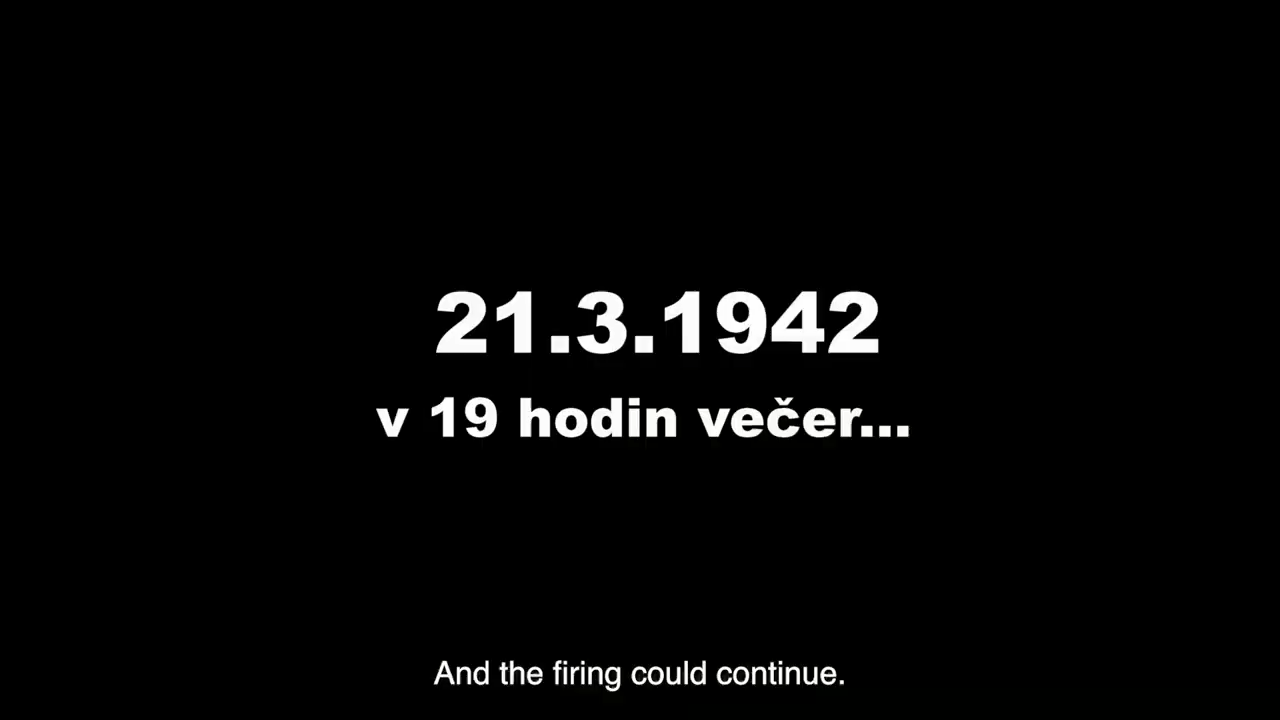 21.3.1942
v 19 hodin večer...
And the firing could continue.